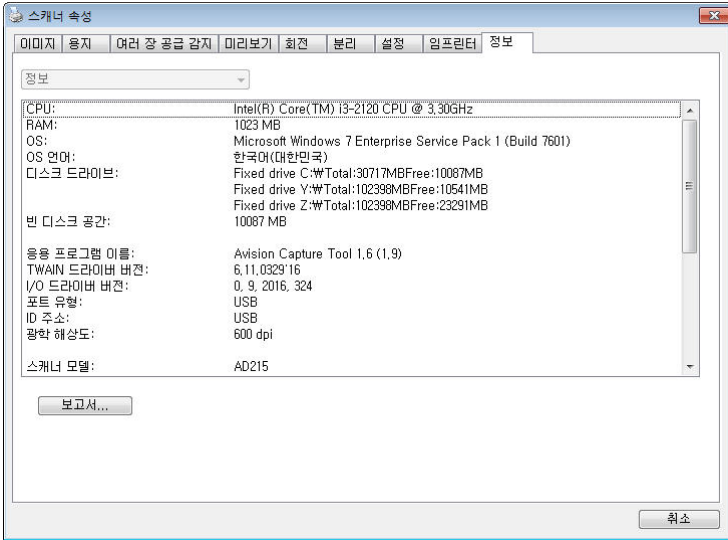 스캐너 속성
이미지 용지 여러 장 공급 감지 미리보기 회전 분리 설정 임프린터 정보
정보
CPU: Intel(R) Core(TM) i3-2120 CPU @ 3.30GHz
RAM: 1023 MB
OS: Microsoft Windows 7 Enterprise Service Pack 1 (Build 7601)
OS 언어: 한국어(대한민국)
디스크 드라이브: Fixed drive C:₩Total:30717MBFree:10087MB
Fixed drive Y:₩Total:102398MBFree:10541MB
Fixed drive Z:₩Total:102398MBFree:23291MB
빈 디스크 공간: 10087 MB
응용 프로그램 이름: Avision Capture Tool 1.6 (1.9)
TWAIN 드라이버 버전: 6.11.0329'16
I/O 드라이버 버전: 0, 9, 2016, 324
포트 유형: USB
ID 주소: USB
광학 해상도: 600 dpi
스캐너 모델: AD215
보고서...
취소